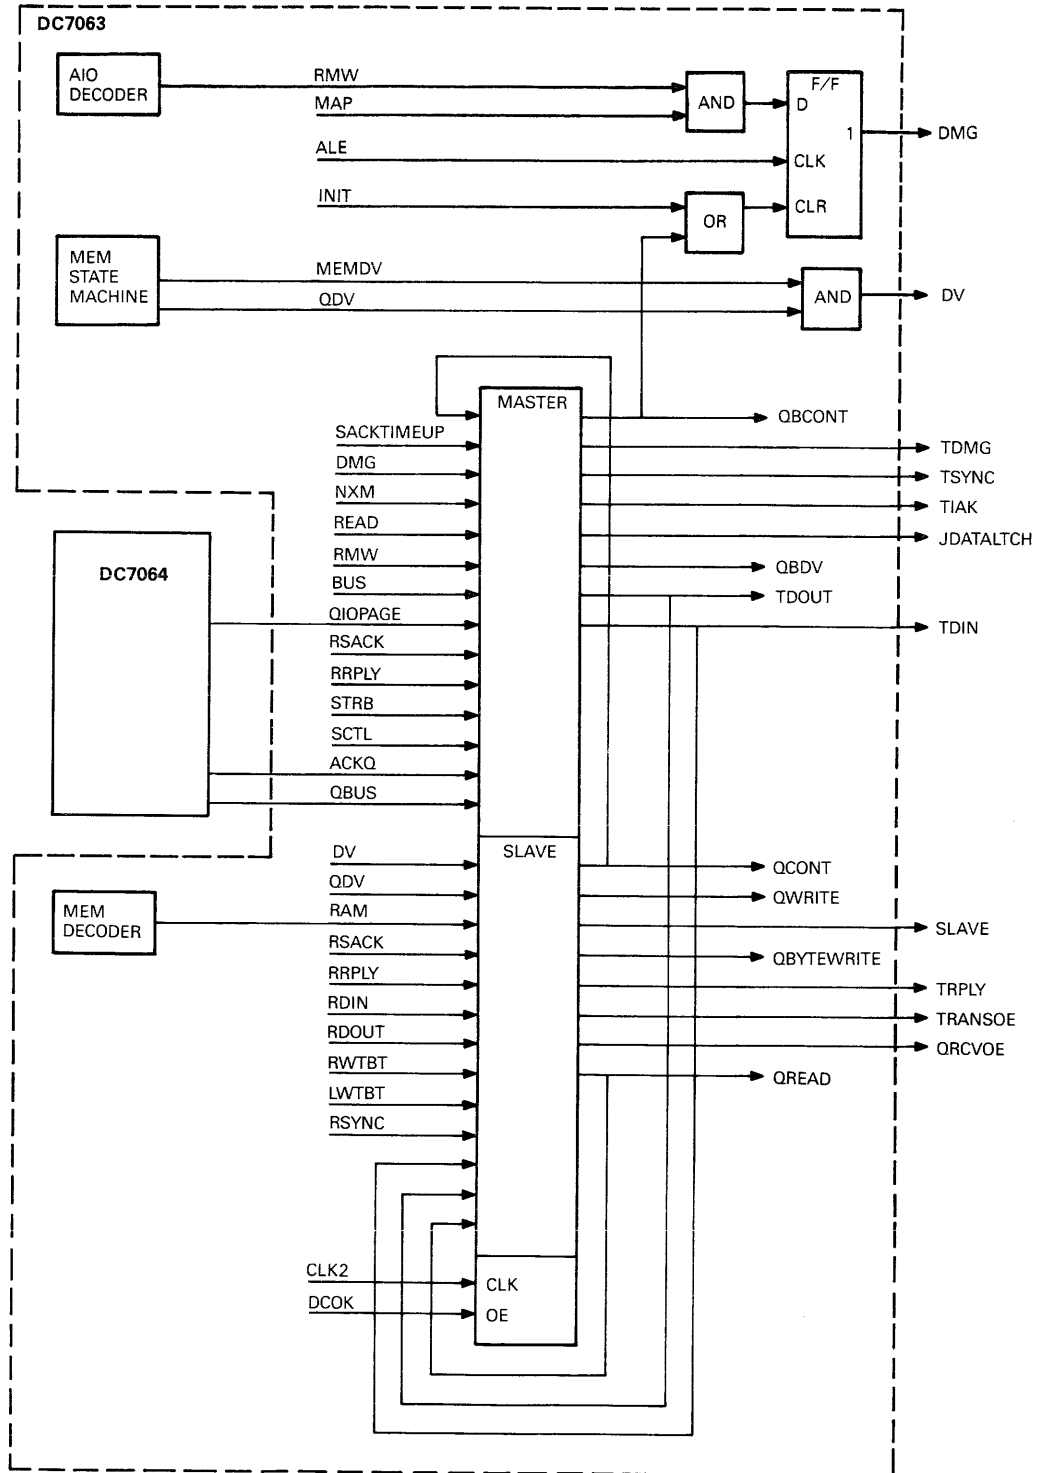 DC7063
AIO
DECODER
RMW
MAP
AND
F/F
D
1
DMG
ALE
CLK
INIT
OR
CLR
MEM
STATE
MACHINE
MEMDV
QDV
AND
DV
MASTER
QBCONT
SACKTIMEUP
TDMG
DMG
TSYNC
NXM
TIAK
READ
JDATALTCH
RMW
QBDV
BUS
TDOUT
DC7064
QIOPAGE
TDIN
RSACK
RRPLY
STRB
SCTL
ACKQ
QBUS
SLAVE
DV
QCONT
QDV
QWRITE
MEM
DECODER
RAM
SLAVE
RSACK
QBYTEWRITE
RRPLY
TRPLY
RDIN
TRANSOE
RDOUT
QRCVOE
RWTBT
QREAD
LWTBT
RSYNC
CLK2
CLK
DCOK
OE